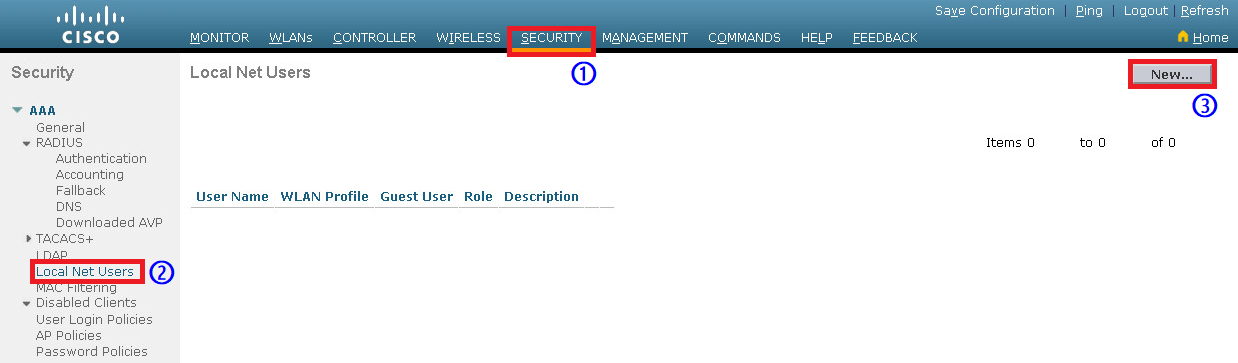 Save Configuration | Ping | Logout | Refresh
CISCO
MONITOR WLANs CONTROLLER WIRELESS SECURITY MANAGEMENT COMMANDS HELP FEEDBACK Home
1
Security
Local Net Users
New...
3
AAA
General
RADIUS
Authentication
Accounting
Fallback
DNS
Downloaded AVP
TACACS+
LDAP
Local Net Users 2
MAC Filtering
Disabled Clients
User Login Policies
AP Policies
Password Policies
Items 0 to 0 of 0
User Name WLAN Profile Guest User Role Description